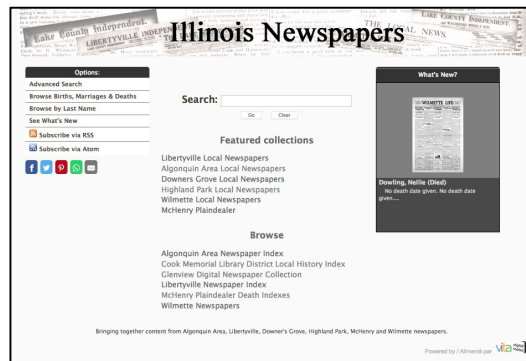 Lake County Independent.
LIBERTYVILLE INDEPEN
Illinois Newspapers
THE LOCAL NEWS
LAKE COUNTY INDEPENDENT
Options:
Advanced Search
Browse Births, Marriages & Deaths
Browse by Last Name
See What's New
Subscribe via RSS
Subscribe via Atom
Search:
Go Clear
Featured collections
Libertyville Local Newspapers
Algonquin Area Local Newspapers
Downers Grove Local Newspapers
Highland Park Local Newspapers
Wilmette Local Newspapers
McHenry Plaindealer
Browse
Algonquin Area Newspaper Index
Cook Memorial Library District Local History Index
Glenview Digital Newspaper Collection
Libertyville Newspaper Index
McHenry Plaindealer Death Indexes
Wilmette Newspapers
What's New?
WILMETTE LIFE
Dowling, Nellie (Died)
No death date given. No death date
given....
Bringing together content from Algonquin Area, Libertyville, Downer's Grove, Highland Park, McHenry and Wilmette newspapers.
Powered by / Alimenté par vita